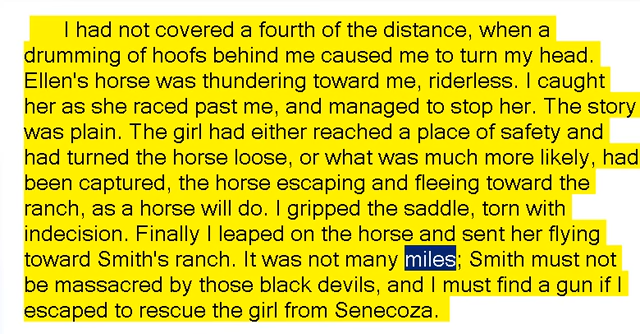 I had not covered a fourth of the distance, when a
drumming of hoofs behind me caused me to turn my head.
Ellen's horse was thundering toward me, riderless. I caught
her as she raced past me, and managed to stop her. The story
was plain. The girl had either reached a place of safety and
had turned the horse loose, or what was much more likely, had
been captured, the horse escaping and fleeing toward the
ranch, as a horse will do. I gripped the saddle, torn with
indecision. Finally I leaped on the horse and sent her flying
toward Smith's ranch. It was not many miles; Smith must not
be massacred by those black devils, and I must find a gun if I
escaped to rescue the girl from Senecoza.